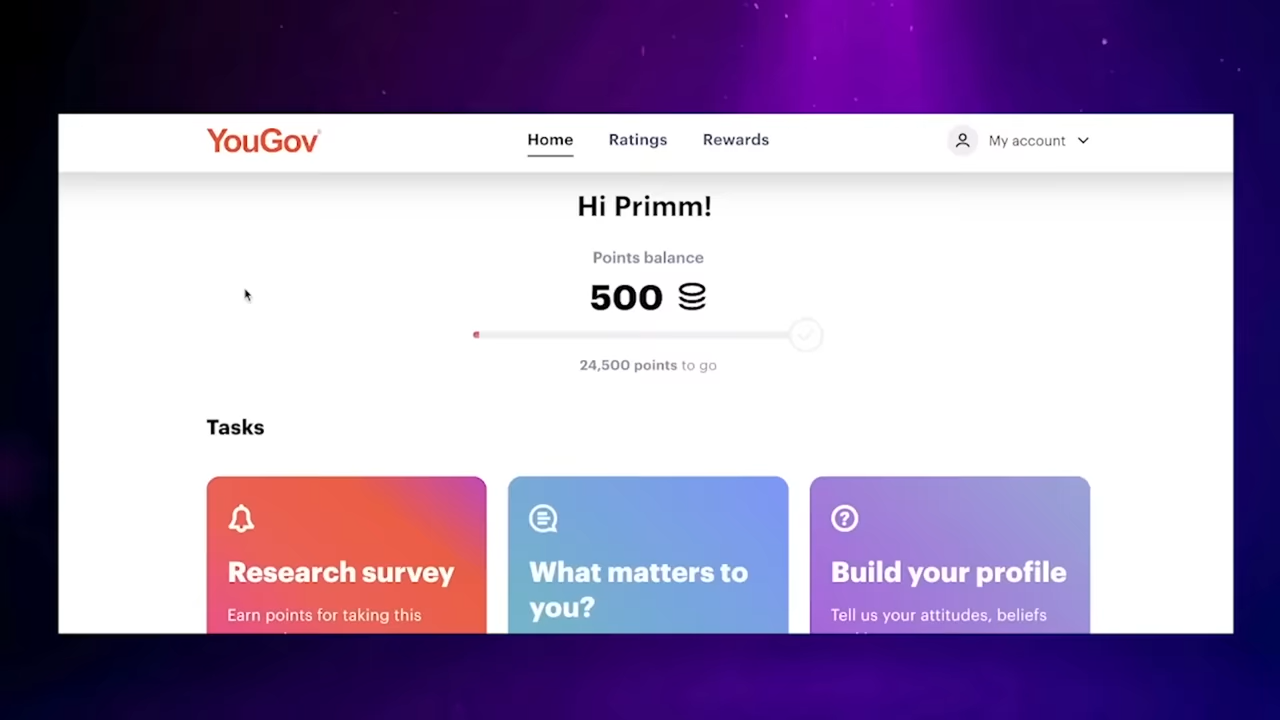 YouGov
Home Ratings Rewards
My account
Hi Primm!
Points balance
500
24,500 points to go
Tasks
Research survey
Earn points for taking this
What matters to
you?
Build your profile
Tell us your attitudes, beliefs